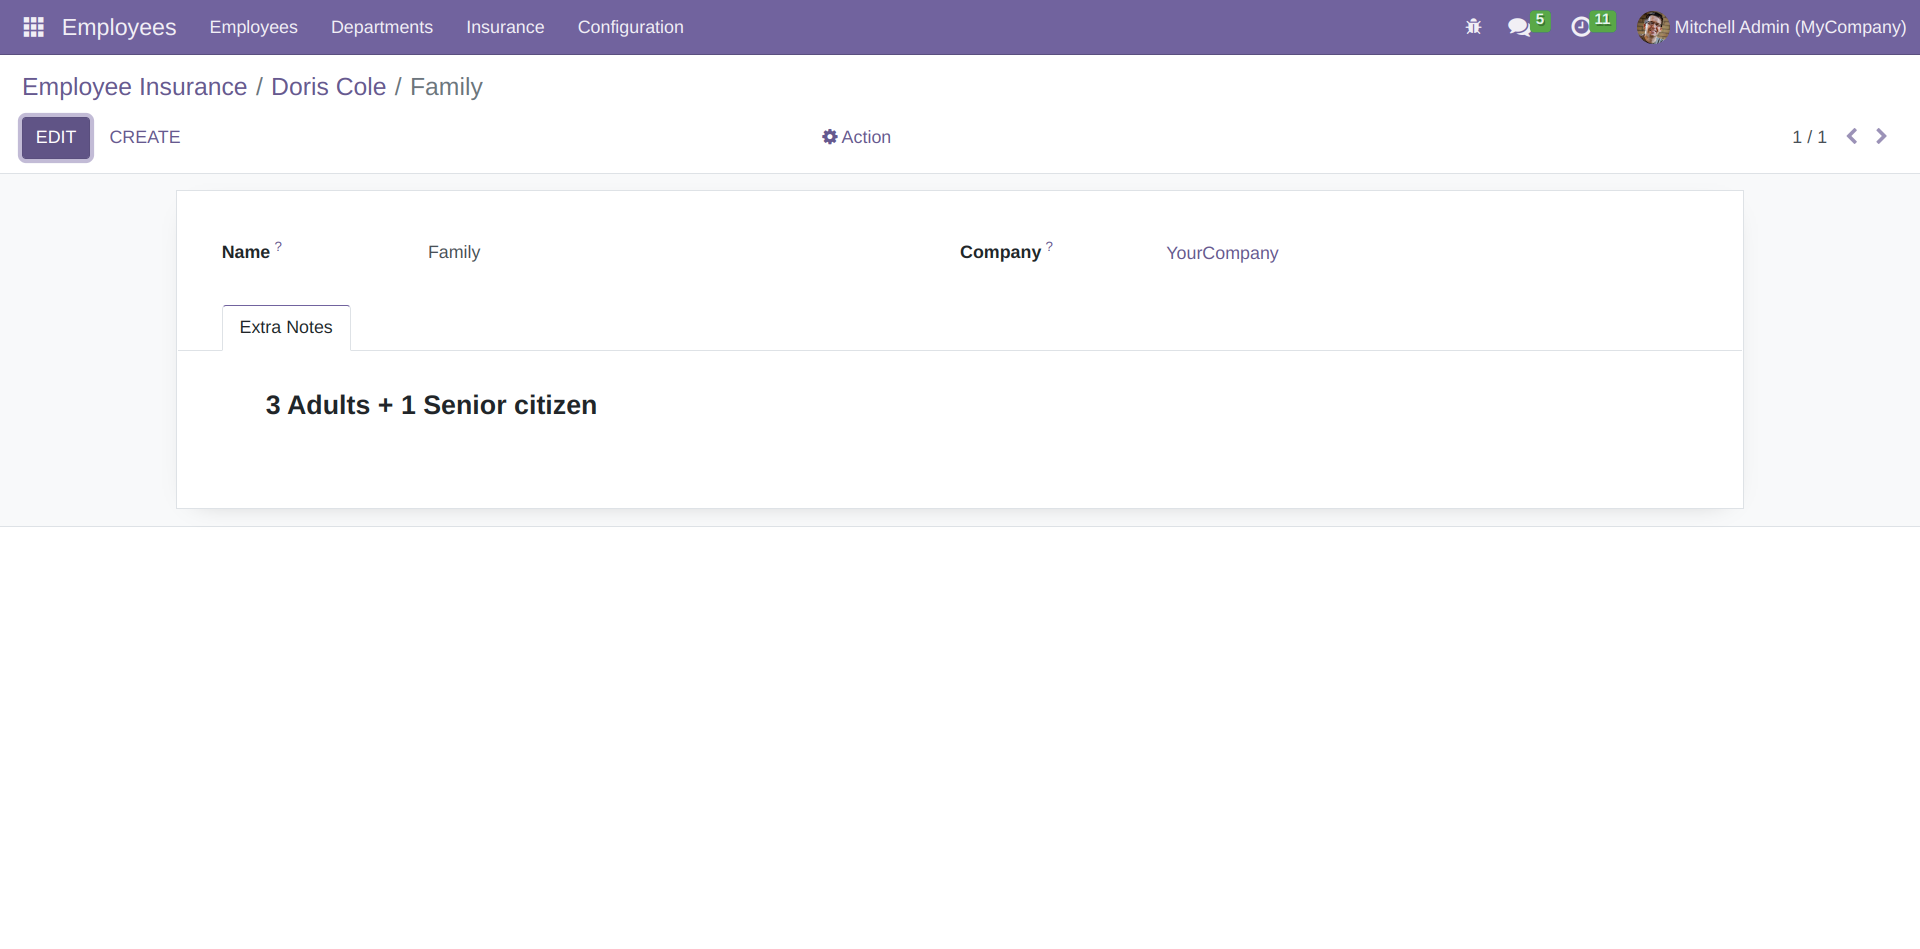 Employees Employees Departments Insurance Configuration 5 11 Mitchell Admin (MyCompany)
Employee Insurance / Doris Cole / Family
EDIT CREATE Action 1 / 1
Name ? Family Company ? YourCompany
Extra Notes
3 Adults + 1 Senior citizen